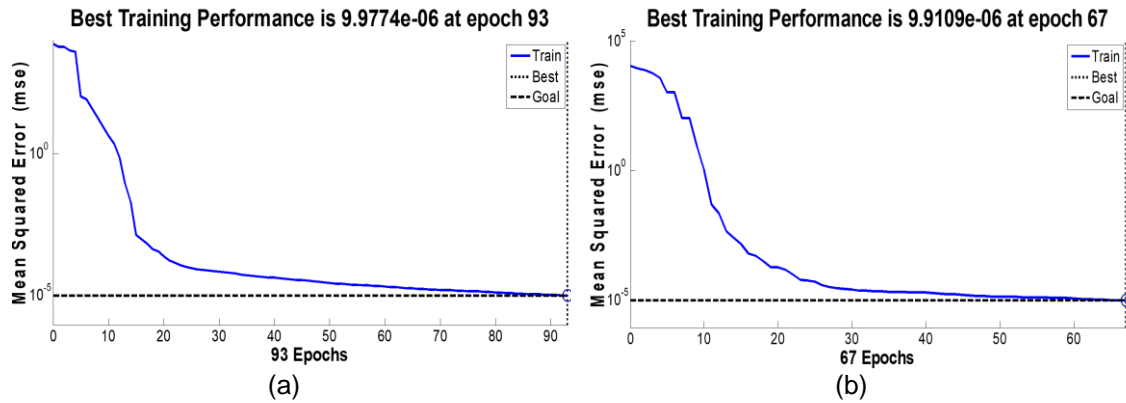 Best Training Performance is 9.9774e-06 at epoch 93
Mean Squared Error (mse)
10^0
10^-5
Train
Best
Goal
0 10 20 30 40 50 60 70 80 90
93 Epochs
(a)
Best Training Performance is 9.9109e-06 at epoch 67
Mean Squared Error (mse)
10^5
10^0
10^-5
Train
Best
Goal
0 10 20 30 40 50 60
67 Epochs
(b)